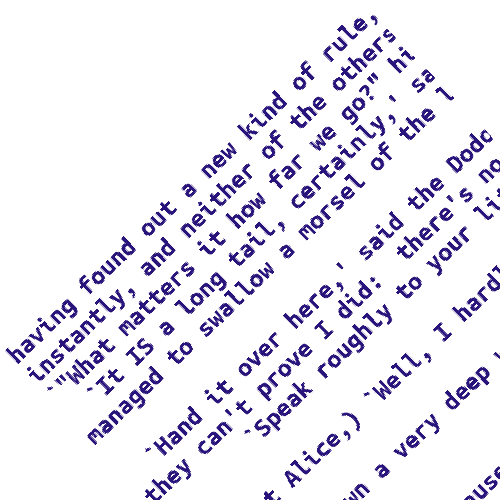 having found out a new kind of rule,
instantly, and neither of the others
`"What matters it how far we go?" hi
`It IS a long tail, certainly,' sa
managed to swallow a morsel of the l
`Hand it over here,' said the Dodo
they can't prove I did: there's no
`Speak roughly to your lit
t Alice,) `Well, I hardl
wn a very deep